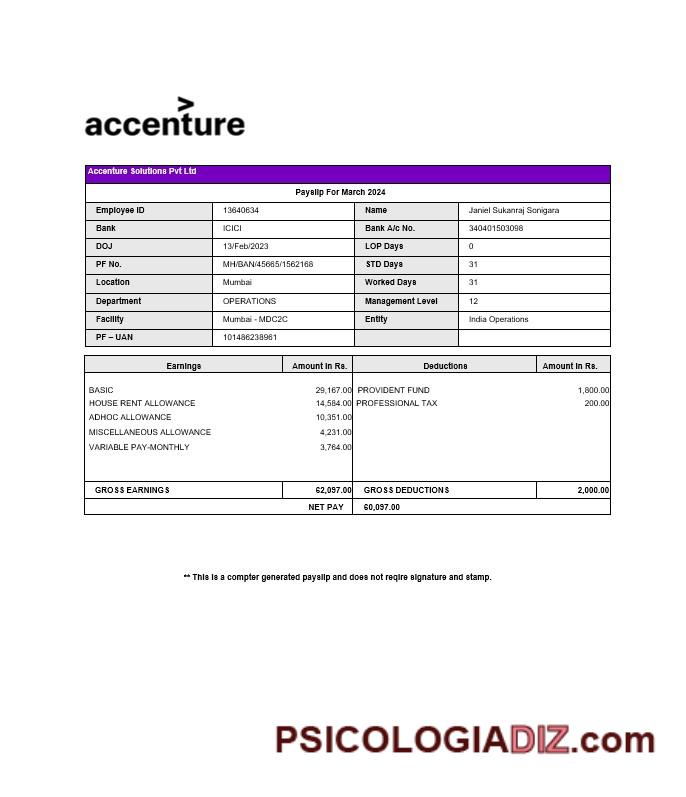 accenture
Accenture Solutions Pvt Ltd
Payslip For March 2024
Employee ID 13640634 Name Janiel Sukanraj Sonigara
Bank ICICI Bank A/c No. 340401503098
DOJ 13/Feb/2023 LOP Days 0
PF No. MH/BAN/45665/1562168 STD Days 31
Location Mumbai Worked Days 31
Department OPERATIONS Management Level 12
Facility Mumbai - MDC2C Entity India Operations
PF – UAN 101486238961
Earnings Amount In Rs. Deductions Amount In Rs.
BASIC 29,167.00 PROVIDENT FUND 1,800.00
HOUSE RENT ALLOWANCE 14,584.00 PROFESSIONAL TAX 200.00
ADHOC ALLOWANCE 10,351.00
MISCELLANEOUS ALLOWANCE 4,231.00
VARIABLE PAY-MONTHLY 3,764.00
GROSS EARNINGS 62,097.00 GROSS DEDUCTIONS 2,000.00
NET PAY 60,097.00
** This is a compter generated payslip and does not reqire signature and stamp.
PSICOLOGIADIZ.com